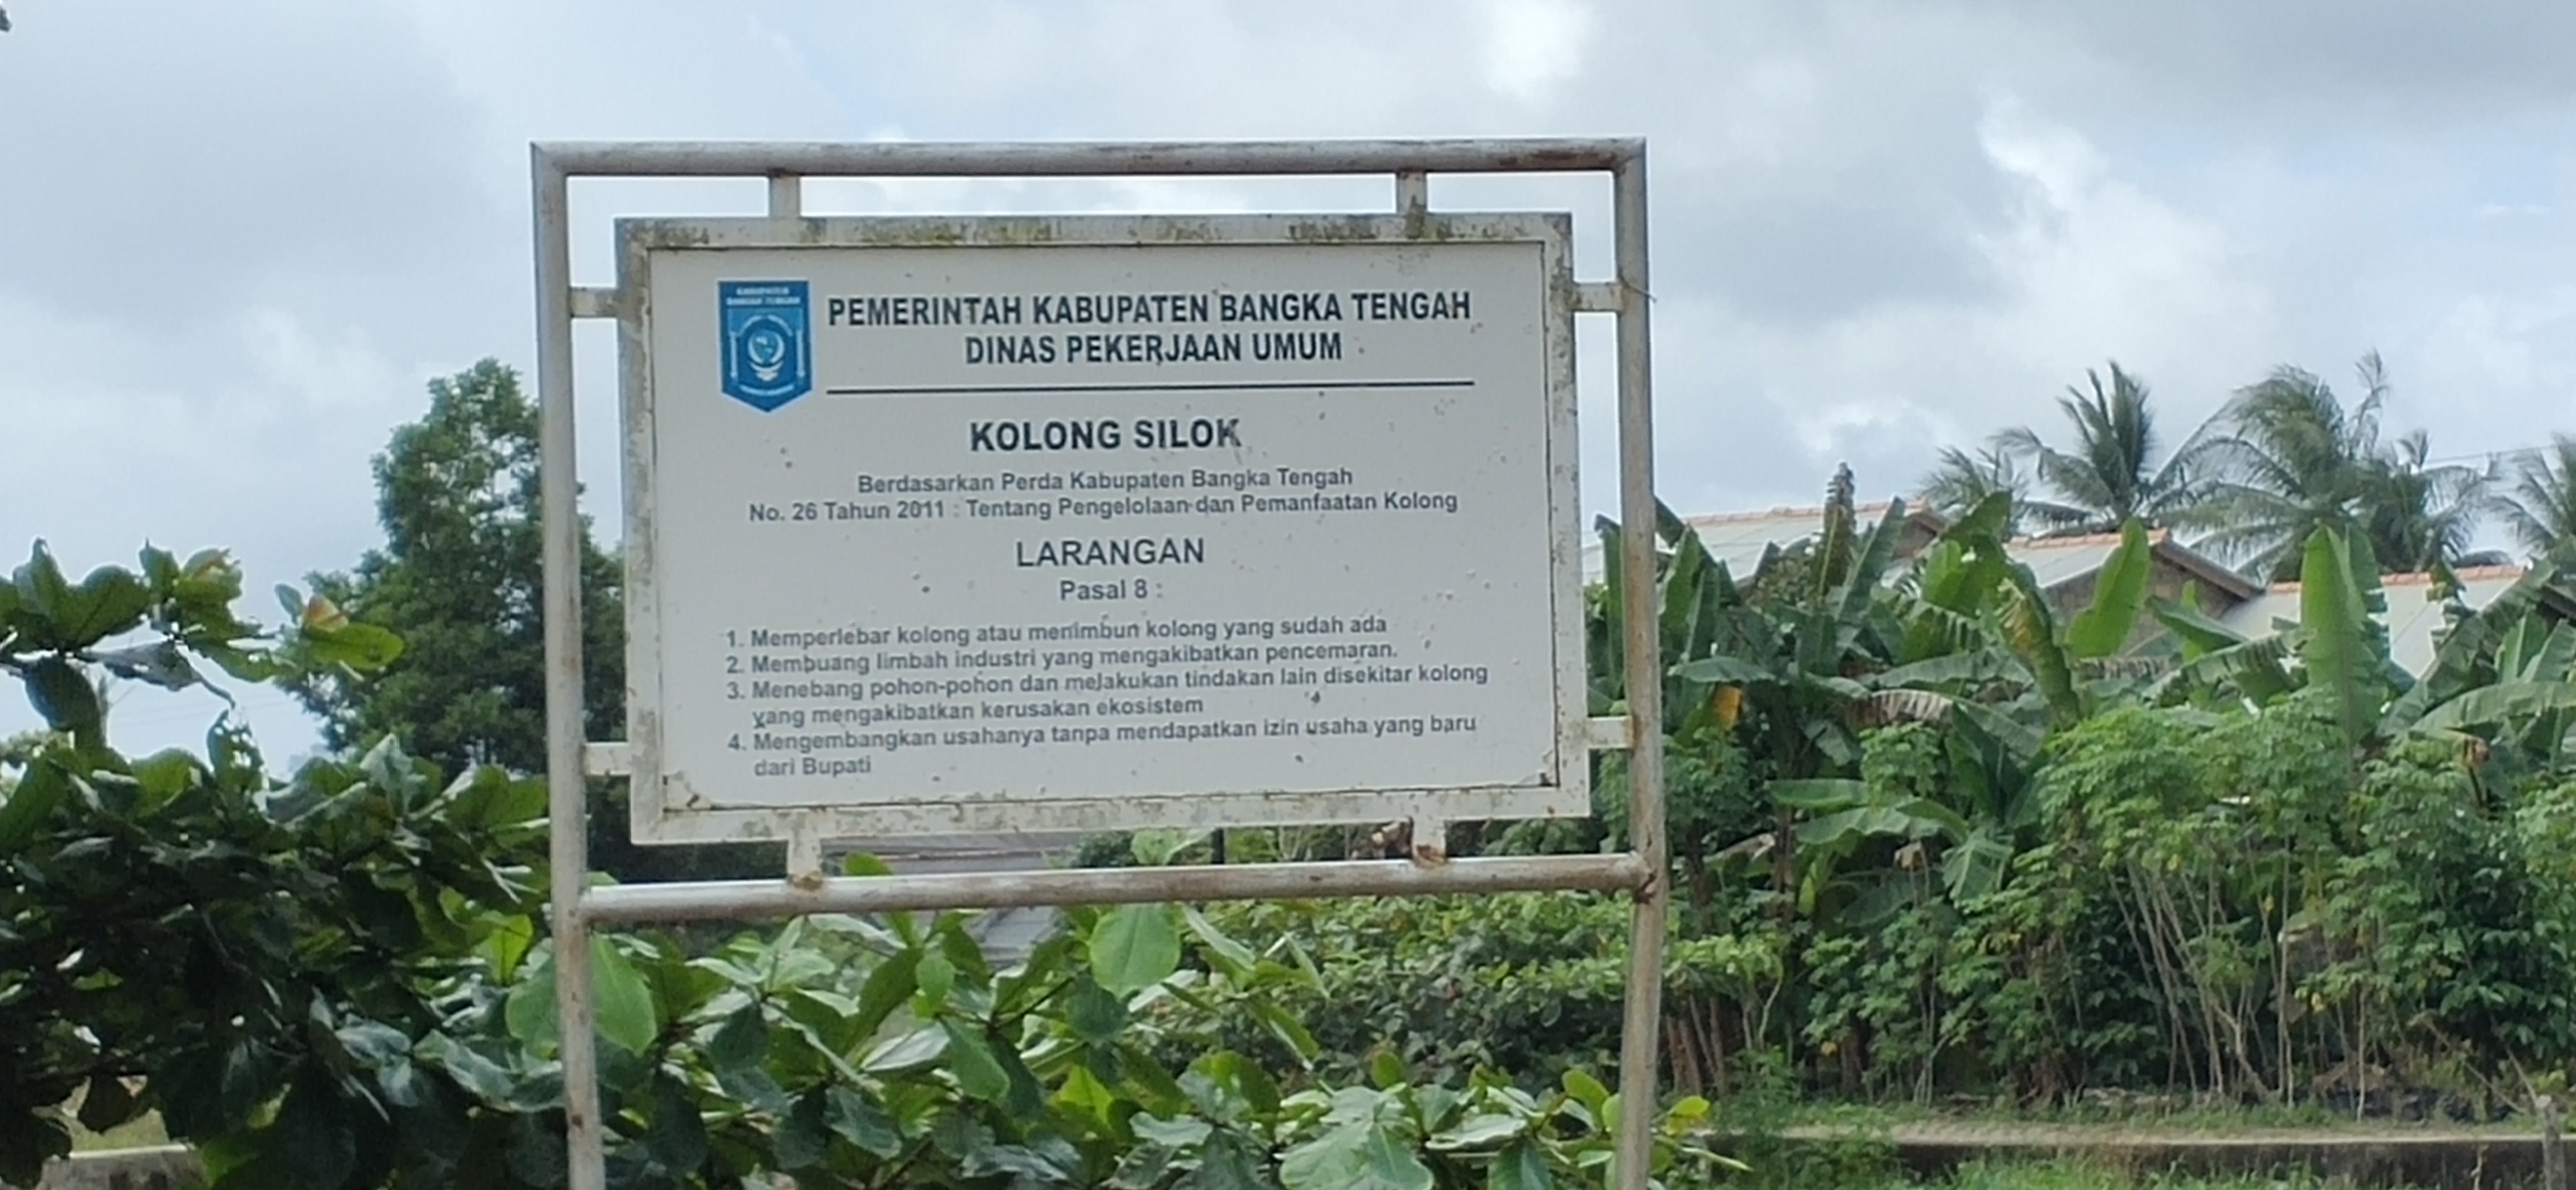 KABUPATEN
BANGKA TENGAH
PEMERINTAH KABUPATEN BANGKA TENGAH
DINAS PEKERJAAN UMUM
KOLONG SILOK
Berdasarkan Perda Kabupaten Bangka Tengah
No. 26 Tahun 2011 : Tentang Pengelolaan dan Pemanfaatan Kolong
LARANGAN
Pasal 8 :
1. Memperlebar kolong atau menimbun kolong yang sudah ada
2. Membuang limbah industri yang mengakibatkan pencemaran.
3. Menebang pohon-pohon dan melakukan tindakan lain disekitar kolong
yang mengakibatkan kerusakan ekosistem
4. Mengembangkan usahanya tanpa mendapatkan izin usaha yang baru
dari Bupati